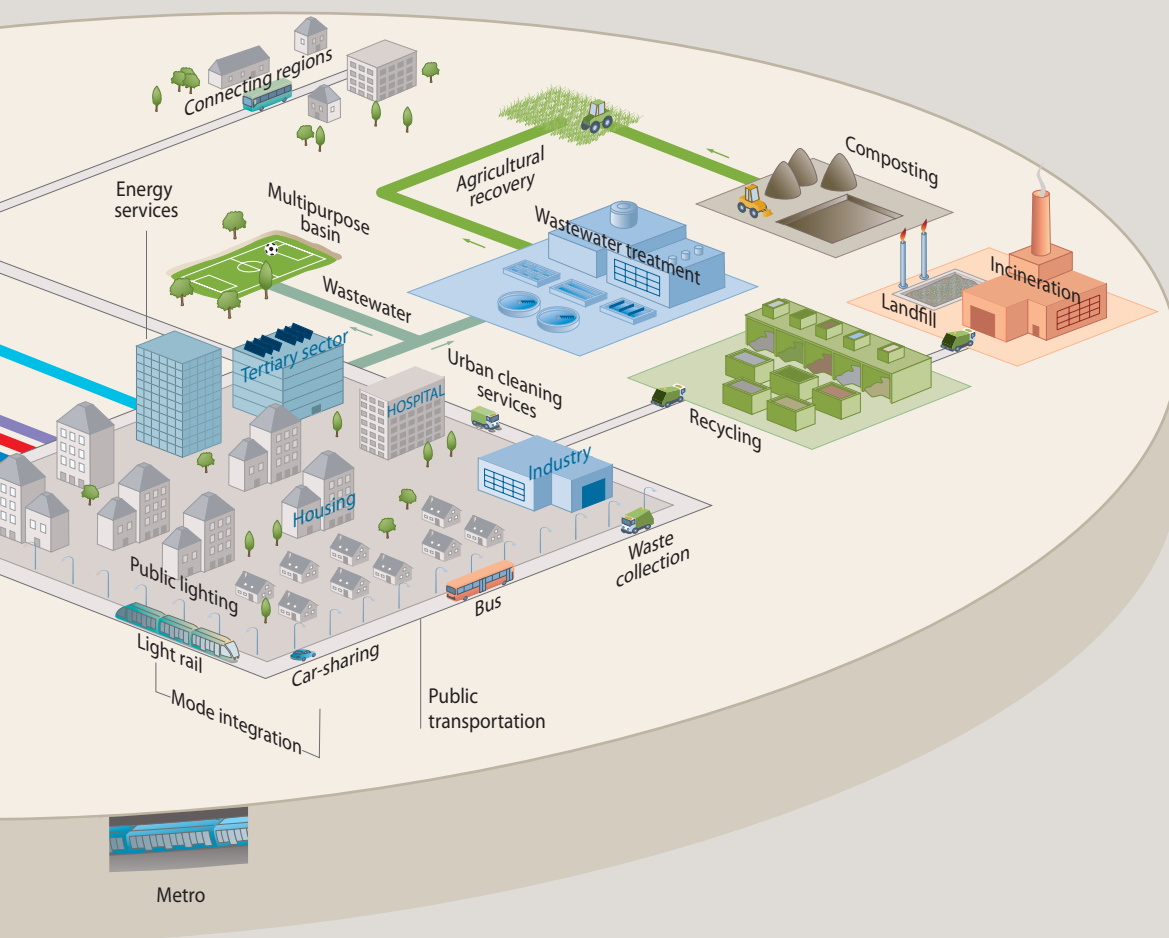 Connecting regions
Composting
Agricultural
recovery
Energy
services
Multipurpose
basin
Wastewater treatment
Incineration
Landfill
Wastewater
Tertiary sector
Urban cleaning
services
HOSPITAL
Recycling
Industry
Housing
Waste
collection
Public lighting
Bus
Light rail
Car-sharing
Mode integration
Public
transportation
Metro